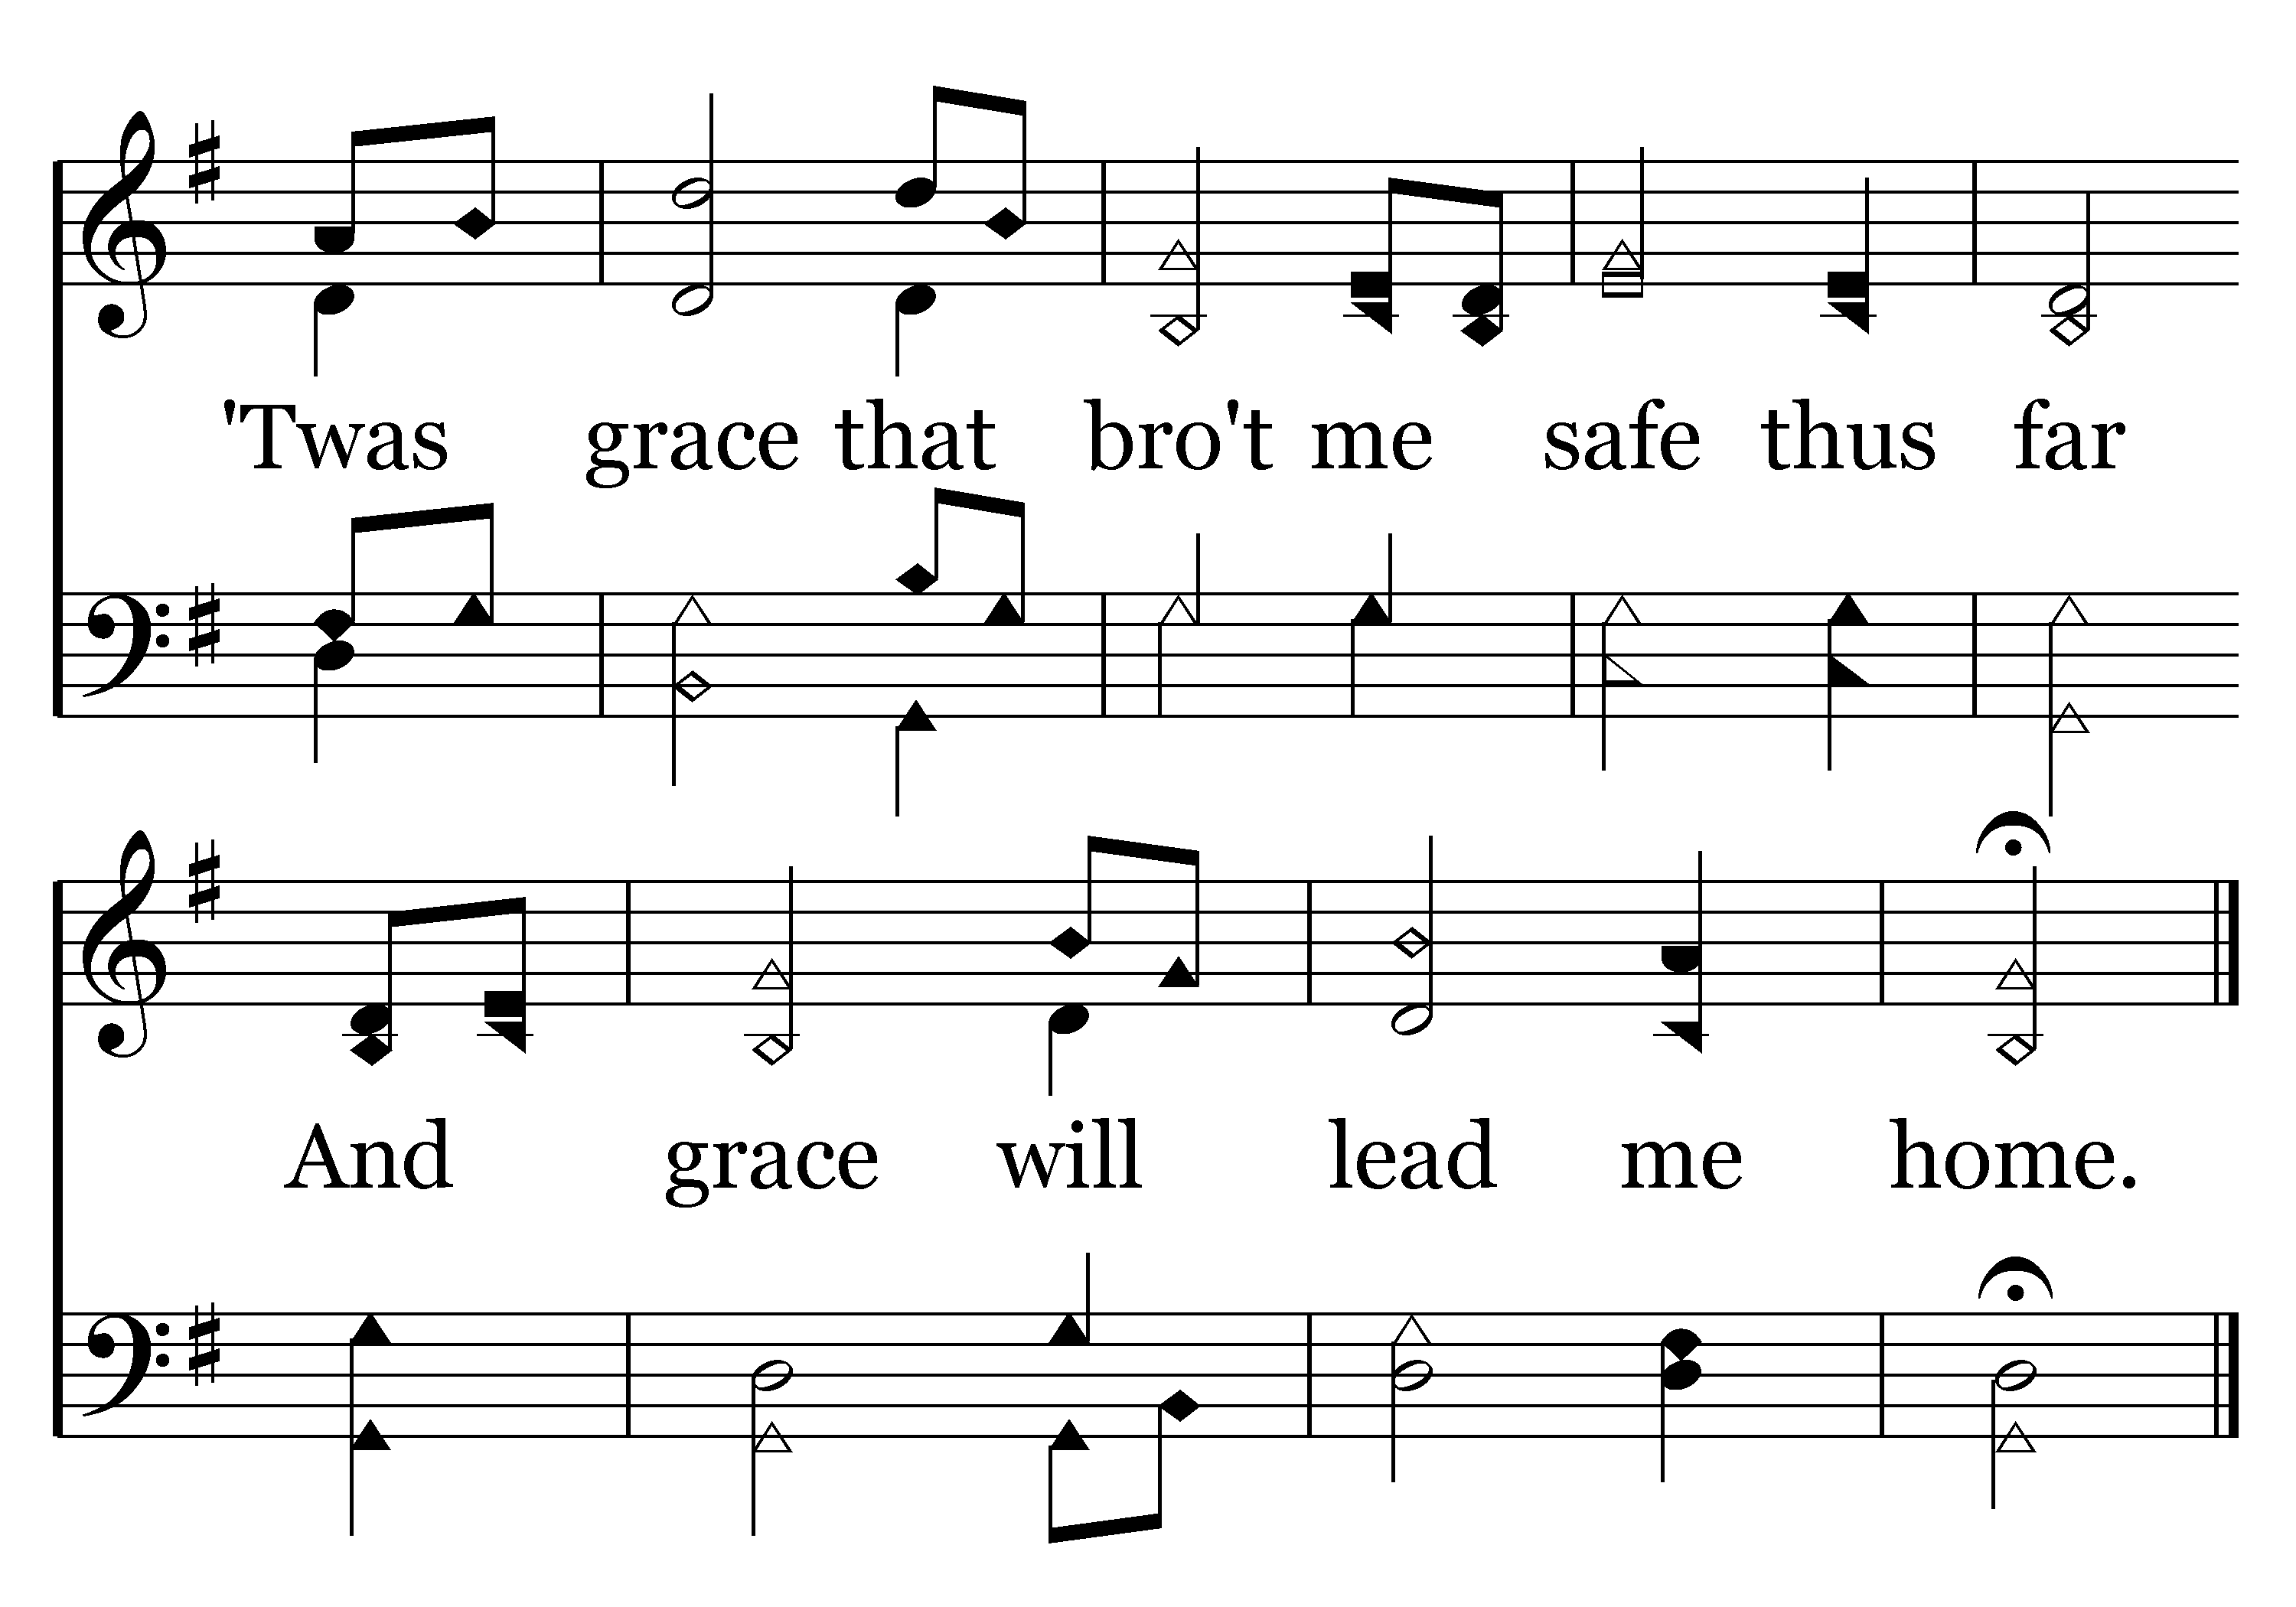 'Twas grace that bro't me safe thus far
And grace will lead me home.